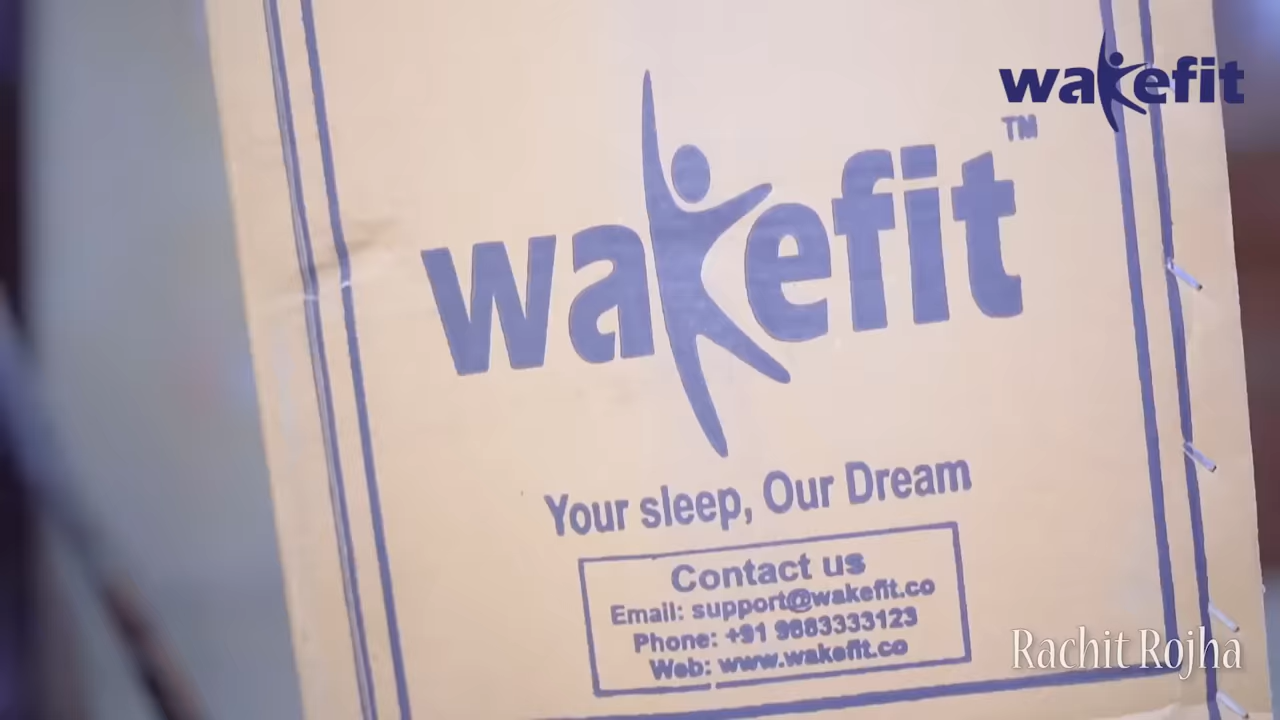 wakefit
wakefit
TM
Your sleep, Our Dream
Contact us
Email: support@wakefit.co
Phone: +91 9883333123
Web: www.wakefit.co
Rachit Rojha